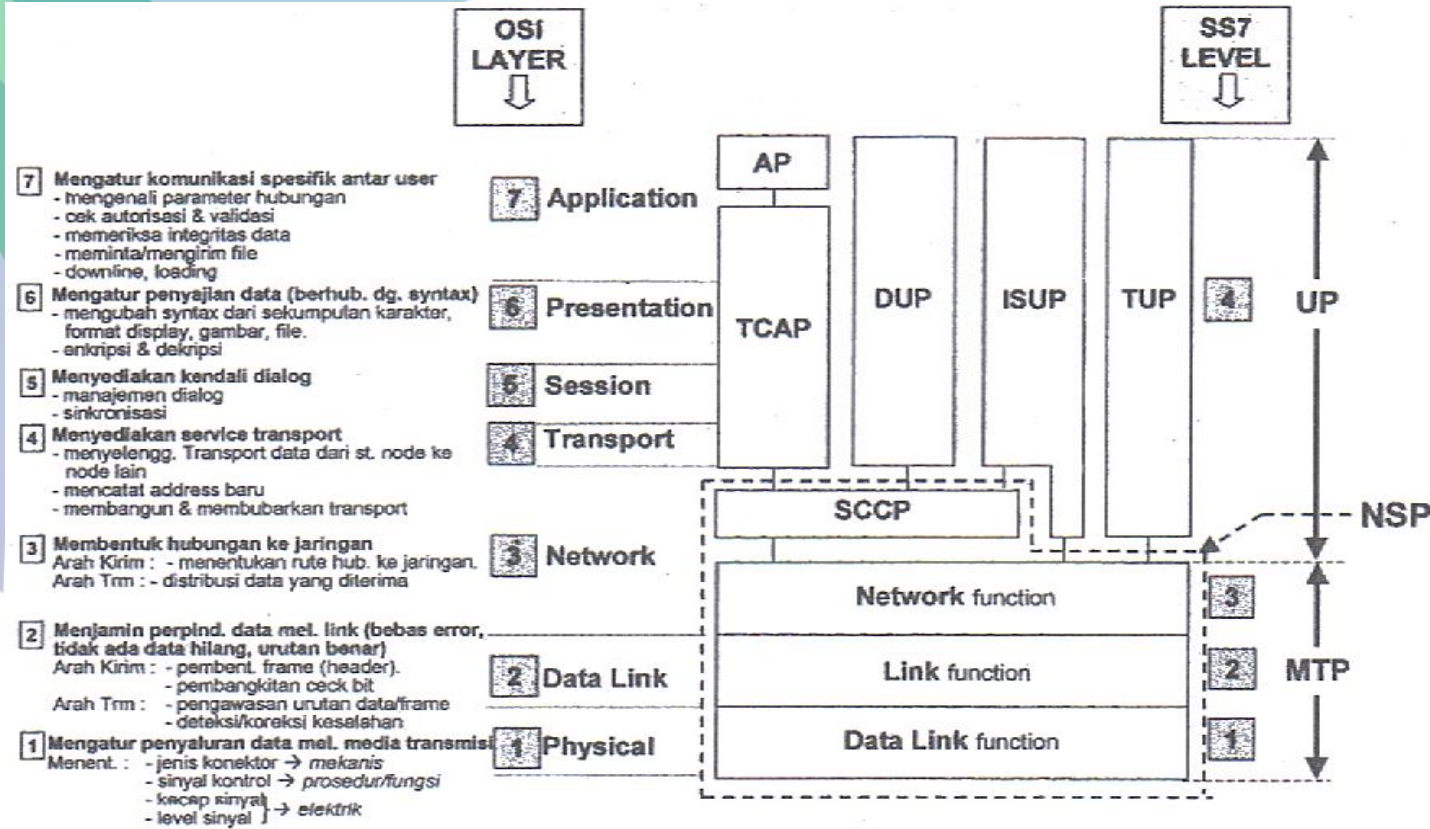 OSI
LAYER
SS7
LEVEL
7 Mengatur komunikasi spesifik antar user
- mengenali parameter hubungan
- cek autorisasi & validasi
- memeriksa integritas data
- meminta/mengirim file
- downline, loading
6 Mengatur penyajian data (berhub. dg. syntax)
- mengubah syntax dari sekumpulan karakter,
format display, gambar, file.
- enkripsi & dekripsi
5 Menyediakan kendali dialog
- manajemen dialog
- sinkronisasi
4 Menyediakan service transport
- menyelengg. Transport data dari st. node ke
node lain
- mencatat address baru
- membangun & membubarkan transport
3 Membentuk hubungan ke jaringan
Arah Kirim : - menentukan rute hub. ke jaringan.
Arah Trm : - distribusi data yang diterima
2 Menjamin perpind. data mel. link (bebas error,
tidak ada data hilang, urutan benar)
Arah Kirim : - pembent. frame (header).
- pembangkitan ceck bit
Arah Trm : - pengawasan urutan data/frame
- deteksi/koreksi kesalahan
1 Mengatur penyaluran data mel. media transmisi
Menent. : - jenis konektor → mekanis
- sinyal kontrol → prosedur/fungsi
- kecep sinyal
- level sinyal } → elektrik
7 Application
6 Presentation
5 Session
4 Transport
3 Network
2 Data Link
1 Physical
AP
TCAP
DUP
ISUP
TUP
4
UP
SCCP
NSP
Network function
3
Link function
2
MTP
Data Link function
1